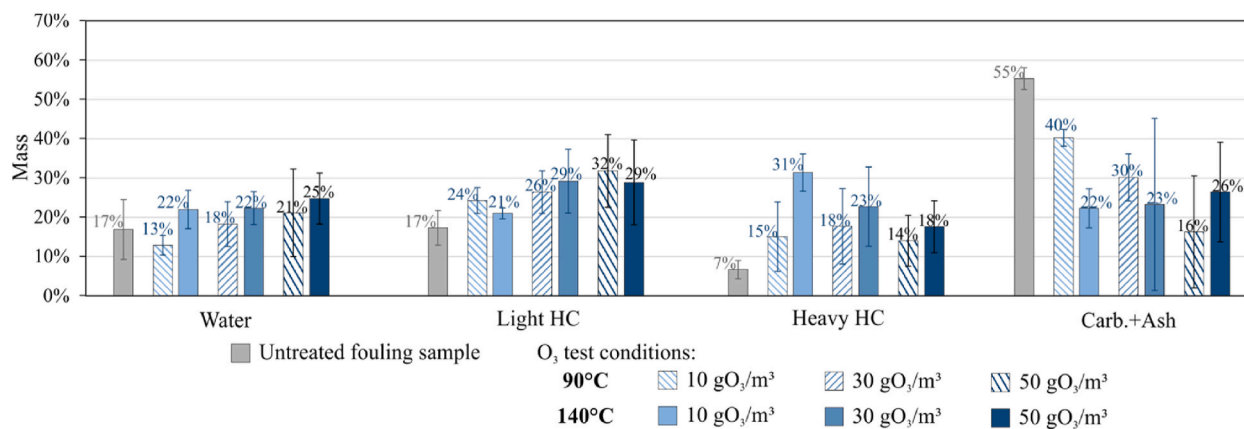 70%
60%
50%
40%
30%
20%
10%
0%
Mass
17% 13% 22% 18% 22% 21% 25%
17% 24% 21% 26% 29% 32% 29%
7% 15% 31% 18% 23% 14% 18%
55% 40% 22% 30% 23% 16% 26%
Water Light HC Heavy HC Carb.+Ash
Untreated fouling sample O₃ test conditions:
90°C 10 gO₃/m³ 30 gO₃/m³ 50 gO₃/m³
140°C 10 gO₃/m³ 30 gO₃/m³ 50 gO₃/m³